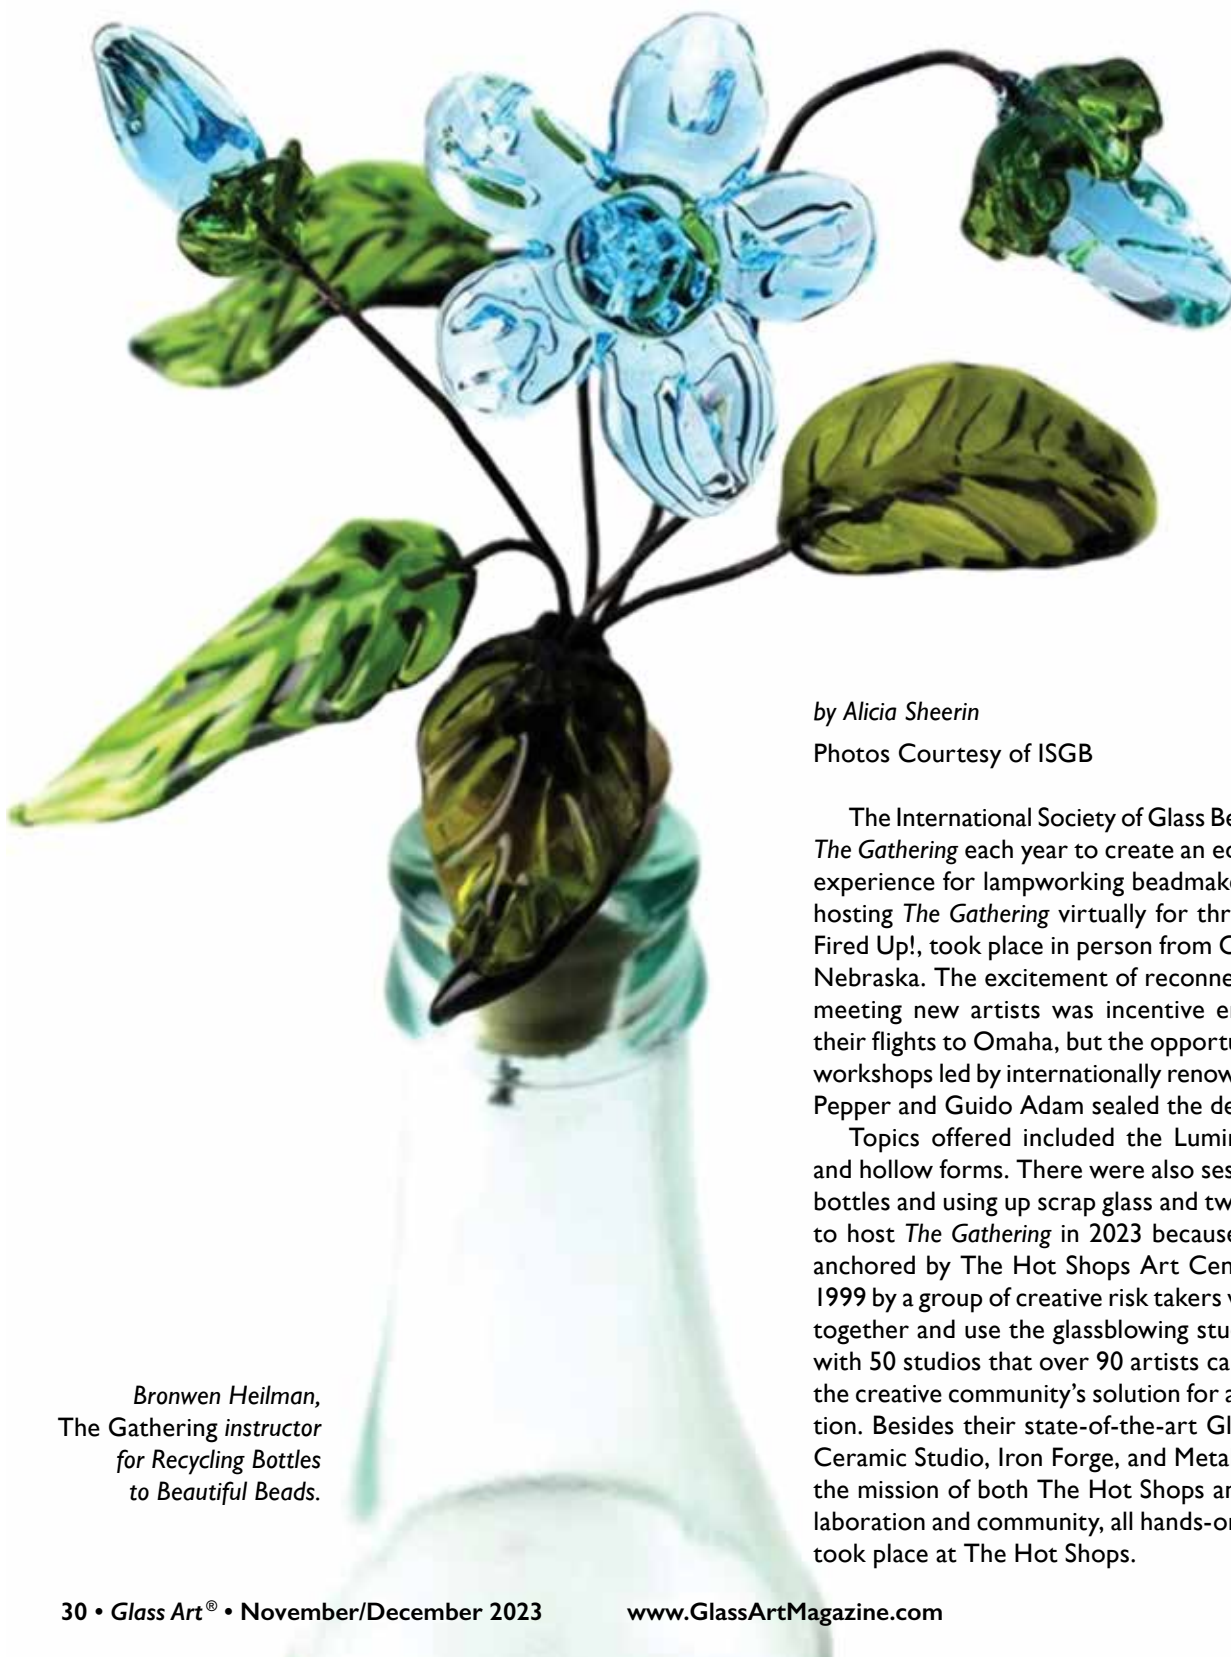 by Alicia Sheerin
Photos Courtesy of ISGB
The International Society of Glass Be
The Gathering each year to create an ed
experience for lampworking beadmake
hosting The Gathering virtually for thr
Fired Up!, took place in person from O
Nebraska. The excitement of reconne
meeting new artists was incentive en
their flights to Omaha, but the opportu
workshops led by internationally renow
Pepper and Guido Adam sealed the de
Topics offered included the Lumin
and hollow forms. There were also ses
bottles and using up scrap glass and tw
to host The Gathering in 2023 because
anchored by The Hot Shops Art Cen
1999 by a group of creative risk takers w
together and use the glassblowing stu
with 50 studios that over 90 artists ca
the creative community's solution for a
tion. Besides their state-of-the-art Gl
Ceramic Studio, Iron Forge, and Meta
the mission of both The Hot Shops an
laboration and community, all hands-on
took place at The Hot Shops.
Bronwen Heilman,
The Gathering instructor
for Recycling Bottles
to Beautiful Beads.
30 • Glass Art® • November/December 2023
www.GlassArtMagazine.com